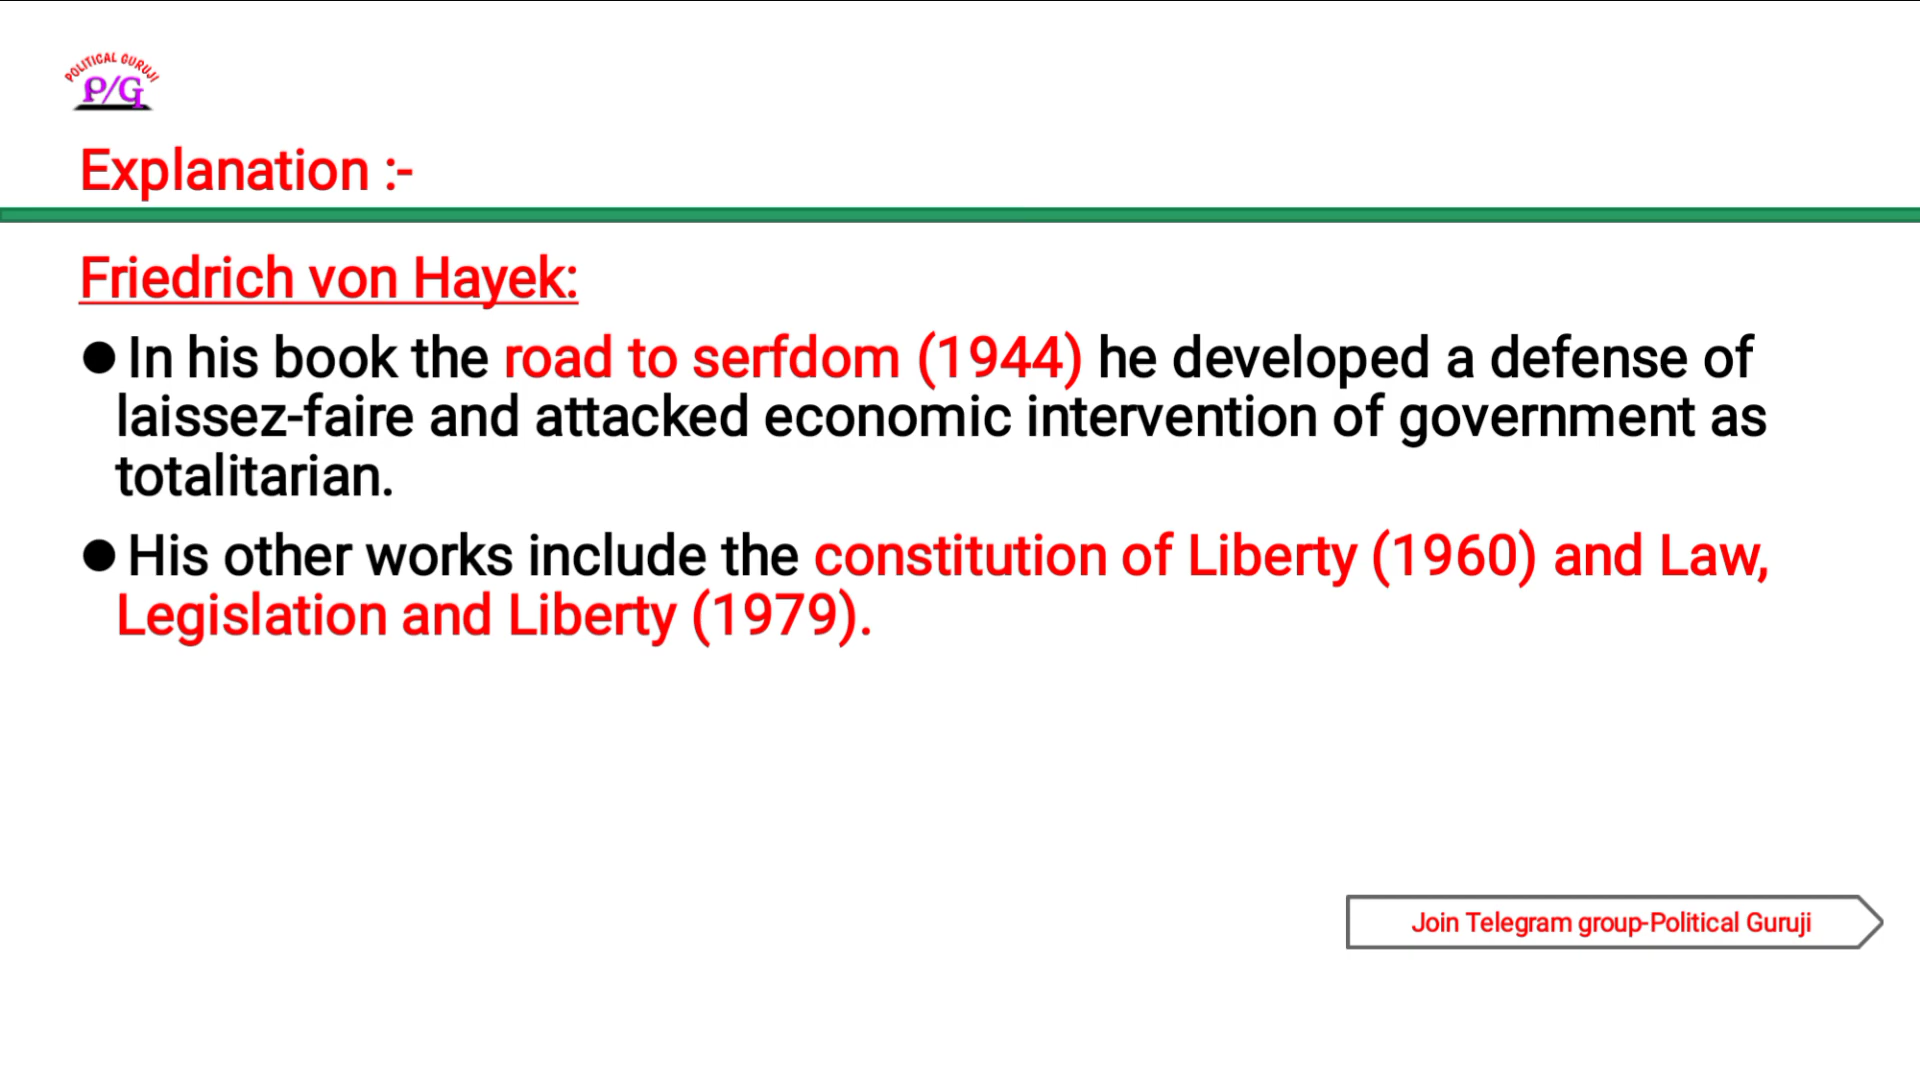 POLITICAL GURUJI
P/G
Explanation :-
Friedrich von Hayek:
●In his book the road to serfdom (1944) he developed a defense of
laissez-faire and attacked economic intervention of government as
totalitarian.
●His other works include the constitution of Liberty (1960) and Law,
Legislation and Liberty (1979).
Join Telegram group-Political Guruji